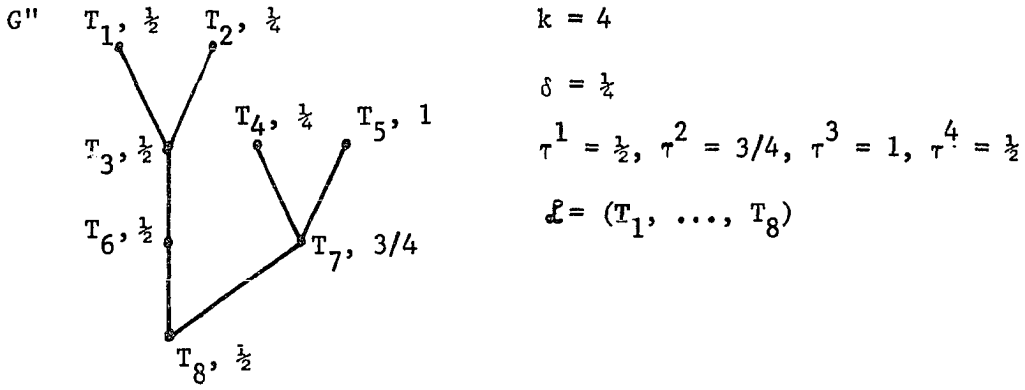 G" T₁, ½ T₂, ¼ k = 4
δ = ¼
T₄, ¼ T₅, 1
T₃, ½ τ¹ = ½, τ² = 3/4, τ³ = 1, τ⁴ = ½
ℒ = (T₁, ..., T₈)
T₆, ½ T₇, 3/4
T₈, ½